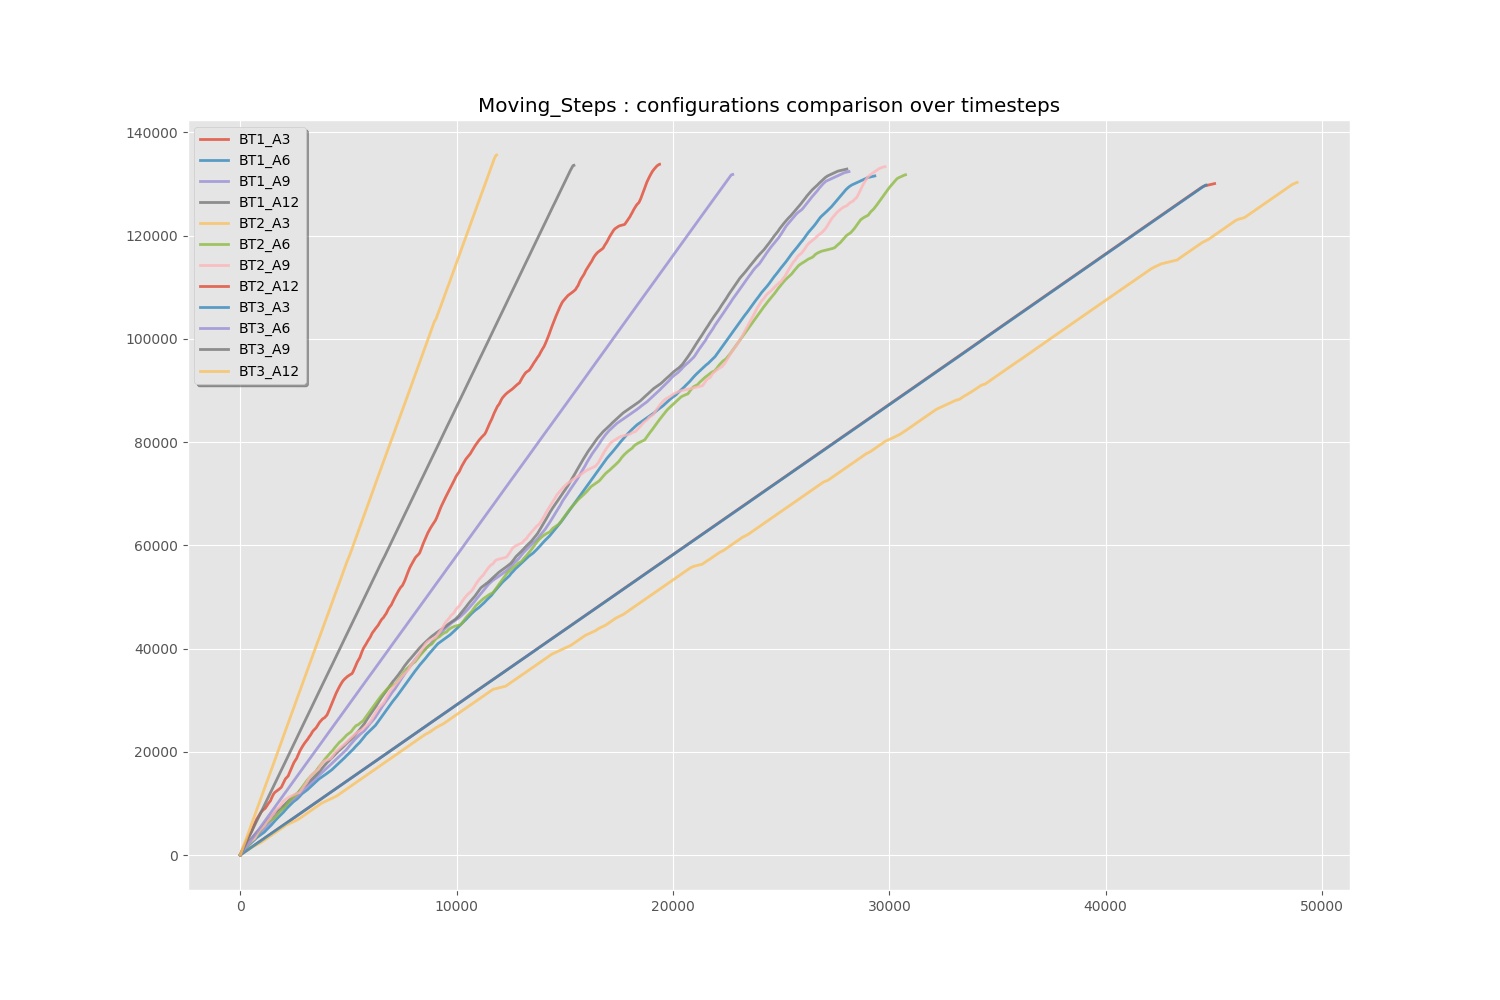 Moving_Steps : configurations comparison over timesteps
140000
120000
100000
80000
60000
40000
20000
0
BT1_A3
BT1_A6
BT1_A9
BT1_A12
BT2_A3
BT2_A6
BT2_A9
BT2_A12
BT3_A3
BT3_A6
BT3_A9
BT3_A12
0 10000 20000 30000 40000 50000